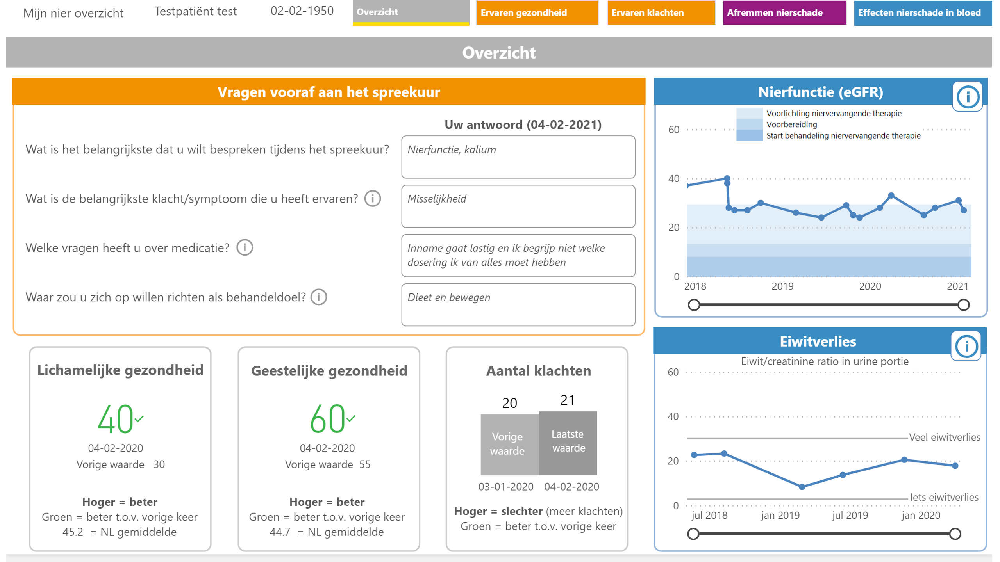 Mijn nier overzicht
Testpatiënt test
02-02-1950
Overzicht
Ervaren gezondheid
Ervaren klachten
Afremmen nierschade
Effecten nierschade in bloed
Overzicht
Vragen vooraf aan het spreekuur
Uw antwoord (04-02-2021)
Wat is het belangrijkste dat u wilt bespreken tijdens het spreekuur?
Nierfunctie, kalium
Wat is de belangrijkste klacht/symptoom die u heeft ervaren?
Misselijkheid
Welke vragen heeft u over medicatie?
Inname gaat lastig en ik begrijp niet welke
dosering ik van alles moet hebben
Waar zou u zich op willen richten als behandeldoel?
Dieet en bewegen
Nierfunctie (eGFR)
Voorlichting niervervangende therapie
Voorbereiding
Start behandeling niervervangende therapie
60
40
20
0
2018
2019
2020
2021
Lichamelijke gezondheid
40
04-02-2020
Vorige waarde 30
Hoger = beter
Groen = beter t.o.v. vorige keer
45.2 = NL gemiddelde
Geestelijke gezondheid
60
04-02-2020
Vorige waarde 55
Hoger = beter
Groen = beter t.o.v. vorige keer
44.7 = NL gemiddelde
Aantal klachten
20
21
Vorige
waarde
Laatste
waarde
03-01-2020
04-02-2020
Hoger = slechter (meer klachten)
Groen = beter t.o.v. vorige keer
Eiwitverlies
Eiwit/creatinine ratio in urine portie
60
40
Veel eiwitverlies
20
Iets eiwitverlies
0
jul 2018
jan 2019
jul 2019
jan 2020